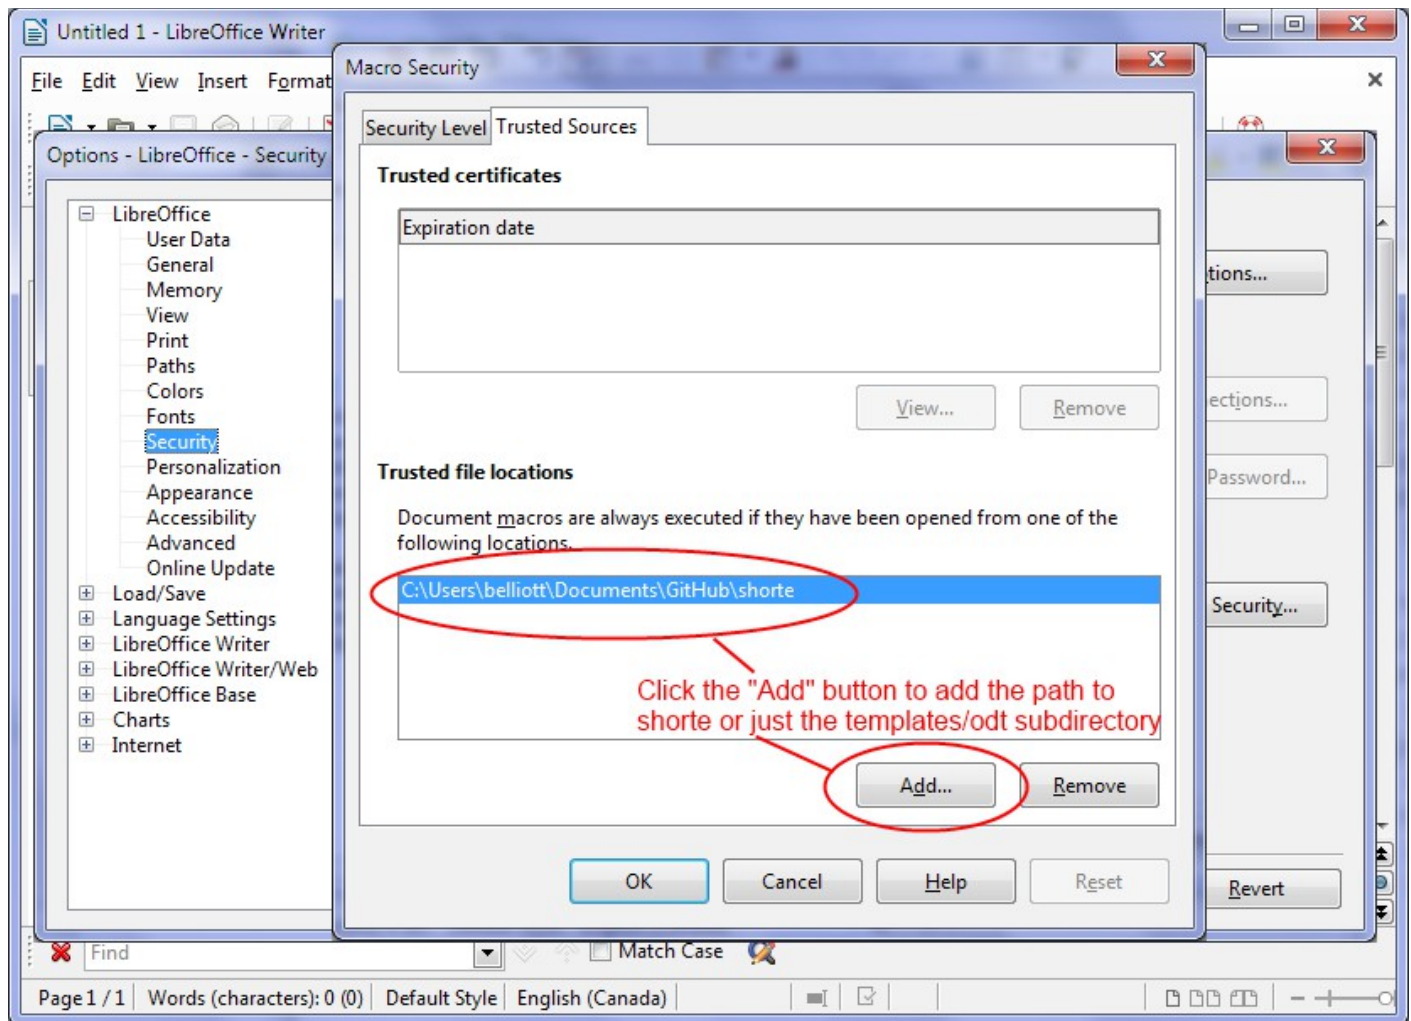 Untitled 1 - LibreOffice Writer
File Edit View Insert Format
Macro Security
Options - LibreOffice - Security
Security Level Trusted Sources
Trusted certificates
Expiration date
View... Remove
Trusted file locations
Document macros are always executed if they have been opened from one of the
following locations.
C:\Users\belliott\Documents\GitHub\shorte
Click the "Add" button to add the path to
shorte or just the templates/odt subdirectory
Add... Remove
OK Cancel Help Reset
LibreOffice
User Data
General
Memory
View
Print
Paths
Colors
Fonts
Security
Personalization
Appearance
Accessibility
Advanced
Online Update
Load/Save
Language Settings
LibreOffice Writer
LibreOffice Writer/Web
LibreOffice Base
Charts
Internet
tions...
ections...
Password...
Security...
Revert
Find Match Case
Page 1 / 1 Words (characters): 0 (0) Default Style English (Canada)